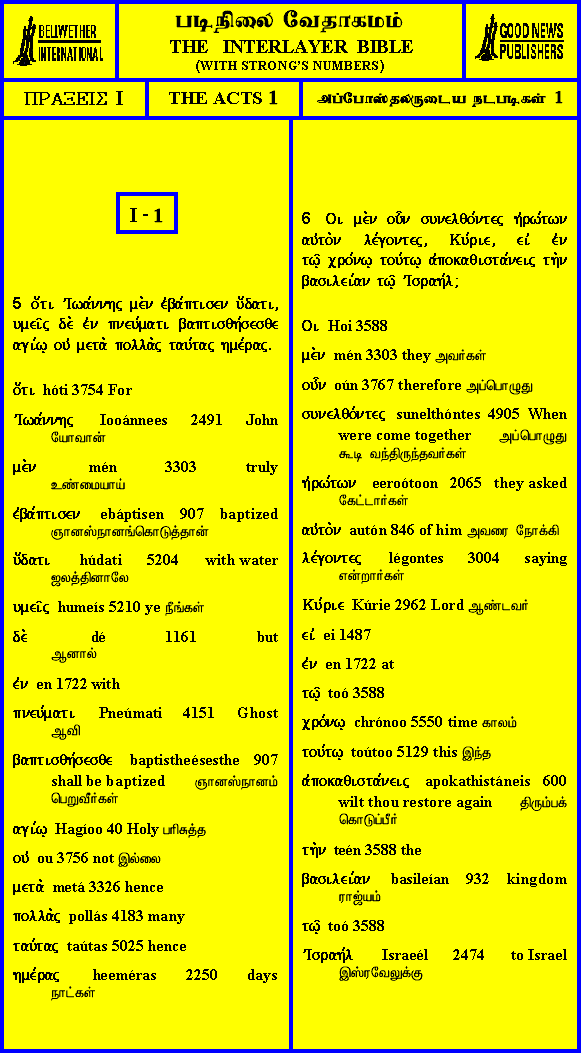 BELLWETHER
INTERNATIONAL
படிநிலை வேதாகமம்
THE INTERLAYER BIBLE
(WITH STRONG'S NUMBERS)
GOOD NEWS
PUBLISHERS
ΠΡΑΞΕΙΣ I
THE ACTS 1
அப்போஸ்தலருடைய நடபடிகள் 1
I - 1
5 ὅτι Ἰωάννης μὲν ἐβάπτισεν ὕδατι,
υμεῖς δὲ ἐν πνεύματι βαπτισθήσεσθε
αγίῳ οὐ μετὰ πολλὰς ταύτας ημέρας.
ὅτι hóti 3754 For
Ἰωάννης Iooánnees 2491 John
யோவான்
μὲν mén 3303 truly
உண்மையாய்
ἐβάπτισεν ebáptisen 907 baptized
ஞானஸ்நானங்கொடுத்தான்
ὕδατι húdati 5204 with water
ஜலத்தினாலே
υμεῖς humeís 5210 ye நீங்கள்
δὲ dé 1161 but
ஆனால்
ἐν en 1722 with
πνεύματι Pneúmati 4151 Ghost
ஆவி
βαπτισθήσεσθε baptistheésesthe 907
shall be baptized ஞானஸ்நானம்
பெறுவீர்கள்
αγίῳ Hagíoo 40 Holy பரிசுத்த
οὐ ou 3756 not இல்லை
μετὰ metá 3326 hence
πολλὰς pollás 4183 many
ταύτας taútas 5025 hence
ημέρας heeméras 2250 days
நாட்கள்
6 Οι μὲν οὖν συνελθόντες ἠρώτων
αὐτὸν λέγοντες, Κύριε, εἰ ἐν
τῷ χρόνῳ τούτῳ ἀποκαθιστάνεις τὴν
βασιλείαν τῷ Ἰσραήλ;
Οι Hoi 3588
μὲν mén 3303 they அவர்கள்
οὖν oún 3767 therefore அப்பொழுது
συνελθόντες sunelthóntes 4905 When
were come together அப்பொழுது
கூடி வந்திருந்தவர்கள்
ἠρώτων eeroótoon 2065 they asked
கேட்டார்கள்
αὐτὸν autón 846 of him அவரை நோக்கி
λέγοντες légontes 3004 saying
என்றார்கள்
Κύριε Kúrie 2962 Lord ஆண்டவர்
εἰ ei 1487
ἐν en 1722 at
τῷ toó 3588
χρόνῳ chrónoo 5550 time காலம்
τούτῳ toútoo 5129 this இந்த
ἀποκαθιστάνεις apokathistáneis 600
wilt thou restore again திரும்பக்
கொடுப்பீர்
τὴν teén 3588 the
βασιλείαν basileían 932 kingdom
ராஜ்யம்
τῷ toó 3588
Ἰσραήλ Israeél 2474 to Israel
இஸ்ரவேலுக்கு